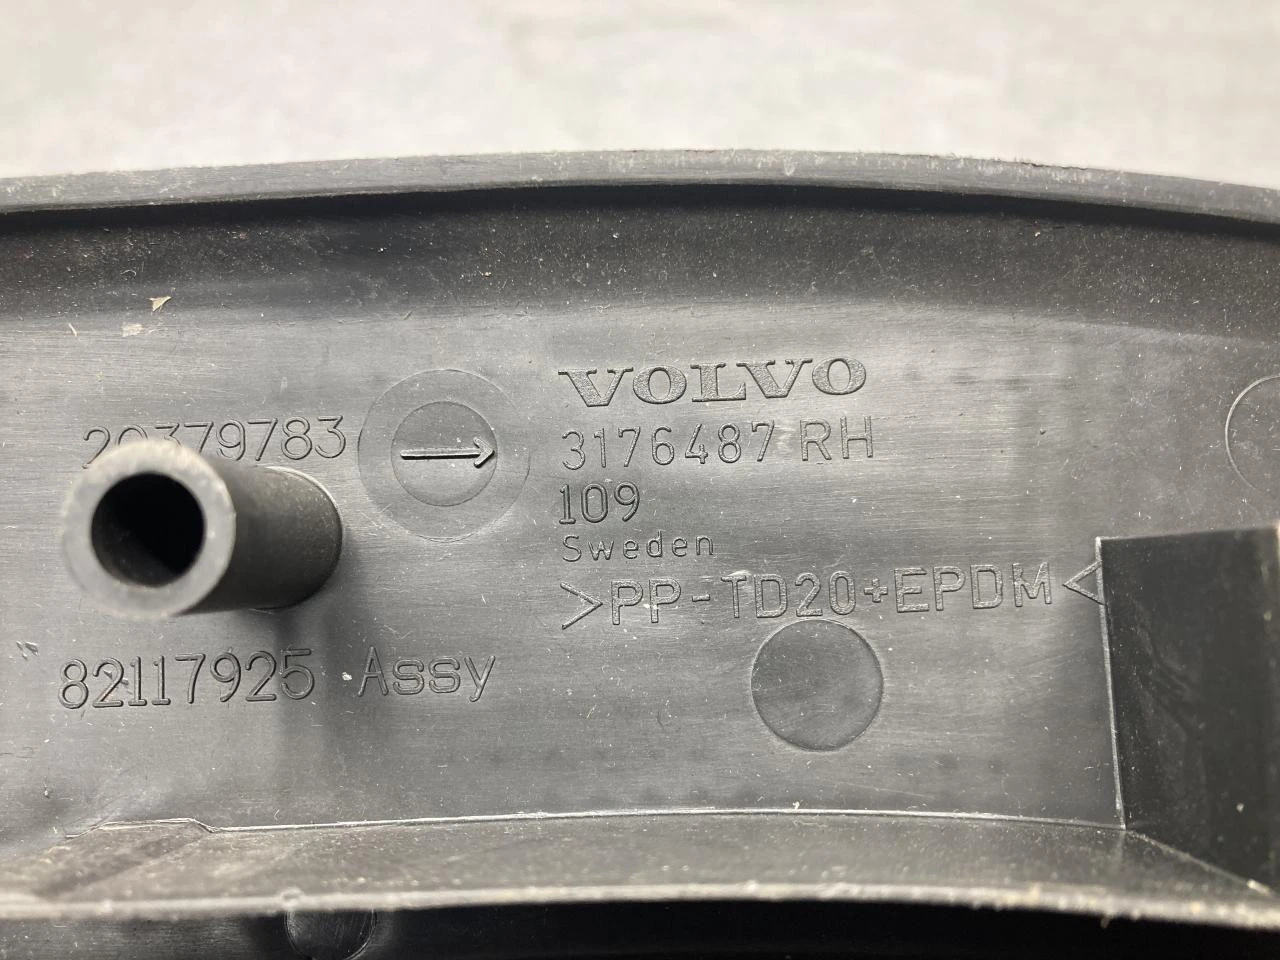 VOLVO
20379783
3176487 RH
109
Sweden
>PP-TD20+EPDM<
82117925 Assy